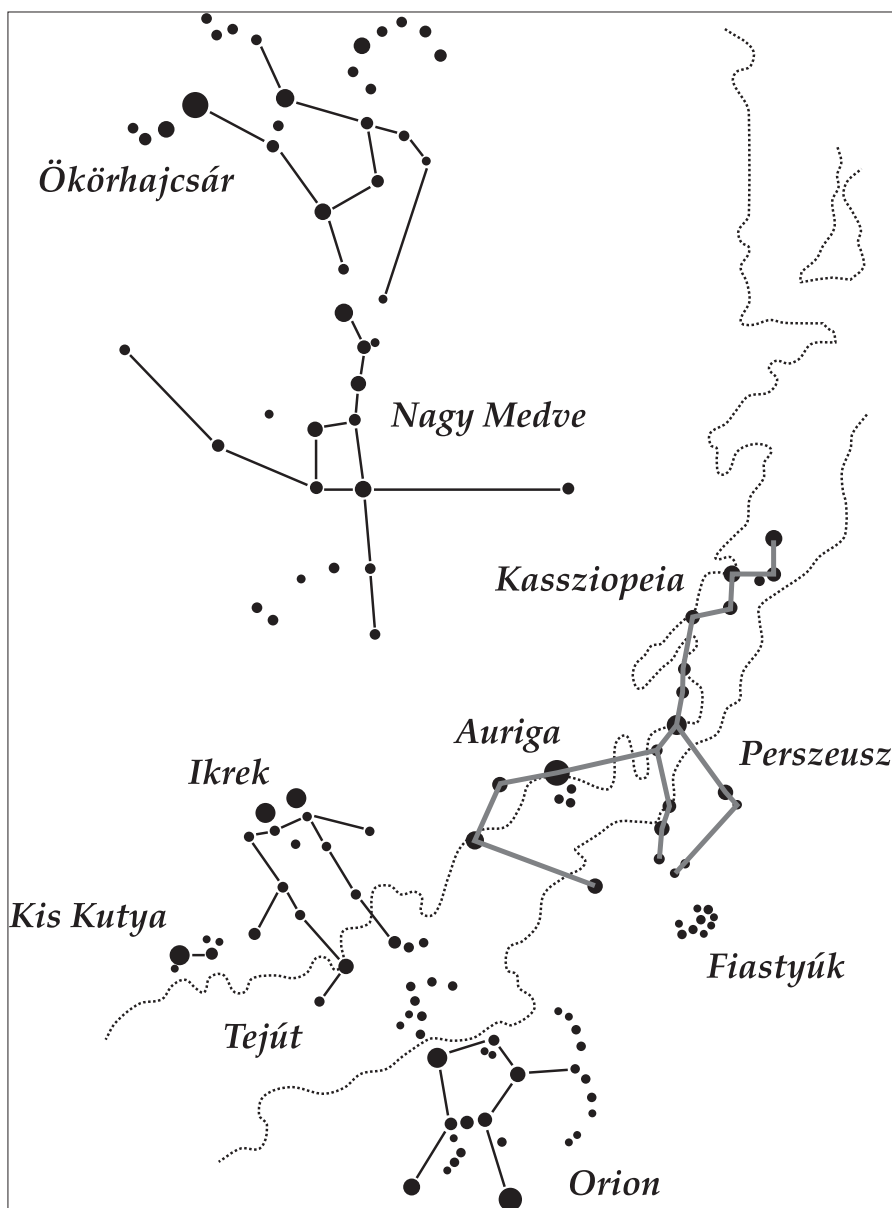 Ökörhajcsár
Nagy Medve
Kassziopeia
Auriga
Perszeusz
Ikrek
Kis Kutya
Fiastyúk
Tejút
Orion